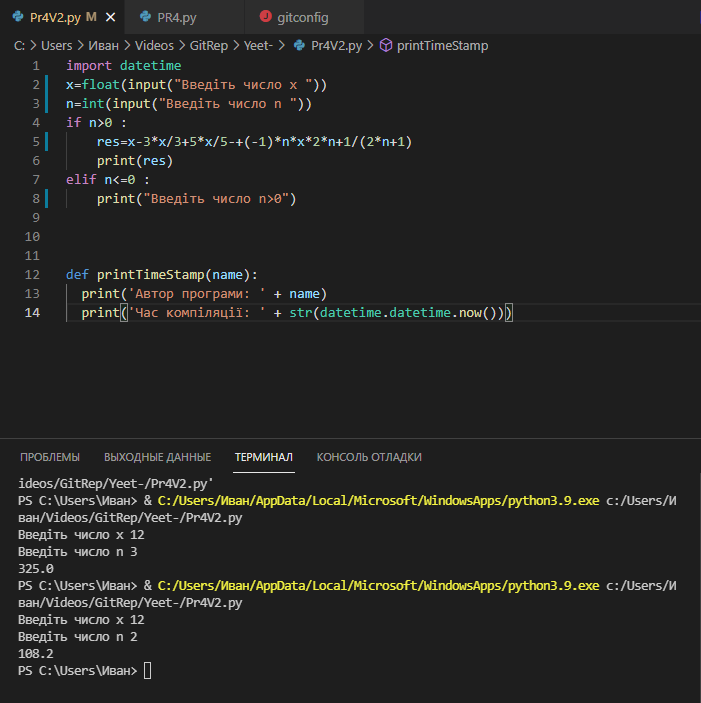 Pr4V2.py M PR4.py gitconfig
C: > Users > Иван > Videos > GitRep > Yeet- > Pr4V2.py > printTimeStamp
1 import datetime
2 x=float(input("Введіть число x "))
3 n=int(input("Введіть число n "))
4 if n>0 :
5 res=x-3*x/3+5*x/5-+(-1)*n*x*2*n+1/(2*n+1)
6 print(res)
7 elif n<=0 :
8 print("Введіть число n>0")
9
10
11
12 def printTimeStamp(name):
13 print('Автор програми: ' + name)
14 print('Час компіляції: ' + str(datetime.datetime.now()))
ПРОБЛЕМЫ ВЫХОДНЫЕ ДАННЫЕ ТЕРМИНАЛ КОНСОЛЬ ОТЛАДКИ
ideos/GitRep/Yeet-/Pr4V2.py'
PS C:\Users\Иван> & C:/Users/Иван/AppData/Local/Microsoft/WindowsApps/python3.9.exe c:/Users/И
ван/Videos/GitRep/Yeet-/Pr4V2.py
Введіть число x 12
Введіть число n 3
325.0
PS C:\Users\Иван> & C:/Users/Иван/AppData/Local/Microsoft/WindowsApps/python3.9.exe c:/Users/И
ван/Videos/GitRep/Yeet-/Pr4V2.py
Введіть число x 12
Введіть число n 2
108.2
PS C:\Users\Иван>